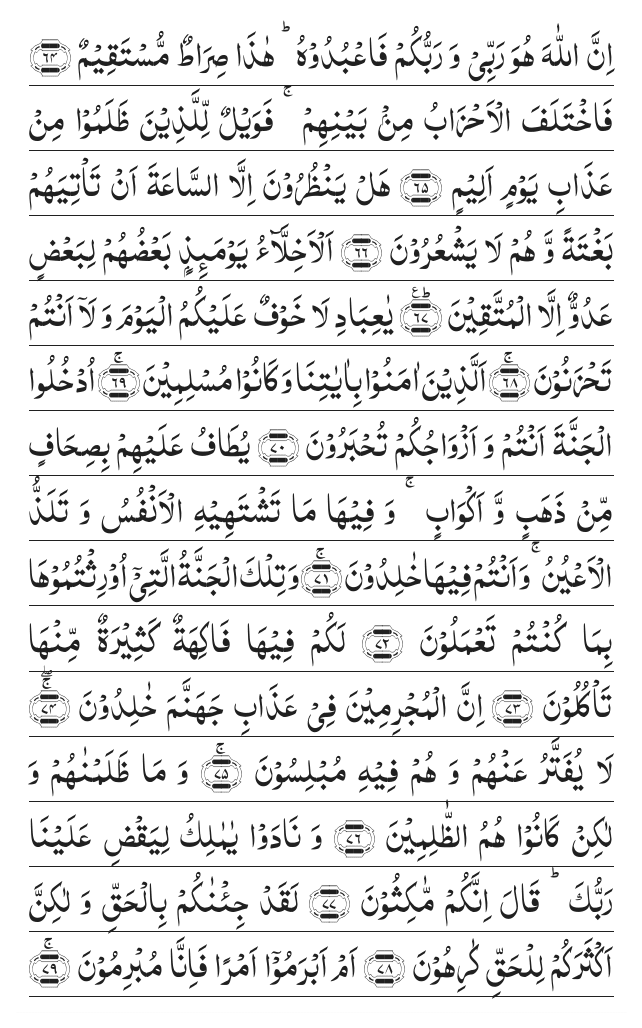 اِنَّ اللّٰهَ هُوَ رَبِّیْ وَ رَبُّكُمْ فَاعْبُدُوْهُ ؕ هٰذَا صِرَاطٌ مُّسْتَقِیْمٌ ﴿۶۴﴾
فَاخْتَلَفَ الْاَحْزَابُ مِنْۢ بَیْنِهِمْ ۚ فَوَیْلٌ لِّلَّذِیْنَ ظَلَمُوْا مِنْ
عَذَابِ یَوْمٍ اَلِیْمٍ ﴿۶۵﴾ هَلْ یَنْظُرُوْنَ اِلَّا السَّاعَةَ اَنْ تَاْتِیَهُمْ
بَغْتَةً وَّ هُمْ لَا یَشْعُرُوْنَ ﴿۶۶﴾ اَلْاَخِلَّآءُ یَوْمَىِٕذٍۭ بَعْضُهُمْ لِبَعْضٍ
عَدُوٌّ اِلَّا الْمُتَّقِیْنَ ﴿۶۷﴾ؕ۠ یٰعِبَادِ لَا خَوْفٌ عَلَیْكُمُ الْیَوْمَ وَ لَاۤ اَنْتُمْ
تَحْزَنُوْنَ ﴿۶۸﴾ۚ اَلَّذِیْنَ اٰمَنُوْا بِاٰیٰتِنَا وَ كَانُوْا مُسْلِمِیْنَ ﴿۶۹﴾ۚ اُدْخُلُوا
الْجَنَّةَ اَنْتُمْ وَ اَزْوَاجُكُمْ تُحْبَرُوْنَ ﴿۷۰﴾ یُطَافُ عَلَیْهِمْ بِصِحَافٍ
مِّنْ ذَهَبٍ وَّ اَكْوَابٍ ۚ وَ فِیْهَا مَا تَشْتَهِیْهِ الْاَنْفُسُ وَ تَلَذُّ
الْاَعْیُنُ ۚ وَ اَنْتُمْ فِیْهَا خٰلِدُوْنَ ﴿۷۱﴾ۚ وَ تِلْكَ الْجَنَّةُ الَّتِیْۤ اُوْرِثْتُمُوْهَا
بِمَا كُنْتُمْ تَعْمَلُوْنَ ﴿۷۲﴾ لَكُمْ فِیْهَا فَاكِهَةٌ كَثِیْرَةٌ مِّنْهَا
تَاْكُلُوْنَ ﴿۷۳﴾ اِنَّ الْمُجْرِمِیْنَ فِیْ عَذَابِ جَهَنَّمَ خٰلِدُوْنَ ﴿۷۴﴾ۚۖ
لَا یُفَتَّرُ عَنْهُمْ وَ هُمْ فِیْهِ مُبْلِسُوْنَ ﴿۷۵﴾ۚ وَ مَا ظَلَمْنٰهُمْ وَ
لٰكِنْ كَانُوْا هُمُ الظّٰلِمِیْنَ ﴿۷۶﴾ وَ نَادَوْا یٰمٰلِكُ لِیَقْضِ عَلَیْنَا
رَبُّكَ ؕ قَالَ اِنَّكُمْ مّٰكِثُوْنَ ﴿۷۷﴾ لَقَدْ جِئْنٰكُمْ بِالْحَقِّ وَ لٰكِنَّ
اَكْثَرَكُمْ لِلْحَقِّ كٰرِهُوْنَ ﴿۷۸﴾ اَمْ اَبْرَمُوْۤا اَمْرًا فَاِنَّا مُبْرِمُوْنَ ﴿۷۹﴾ۚ